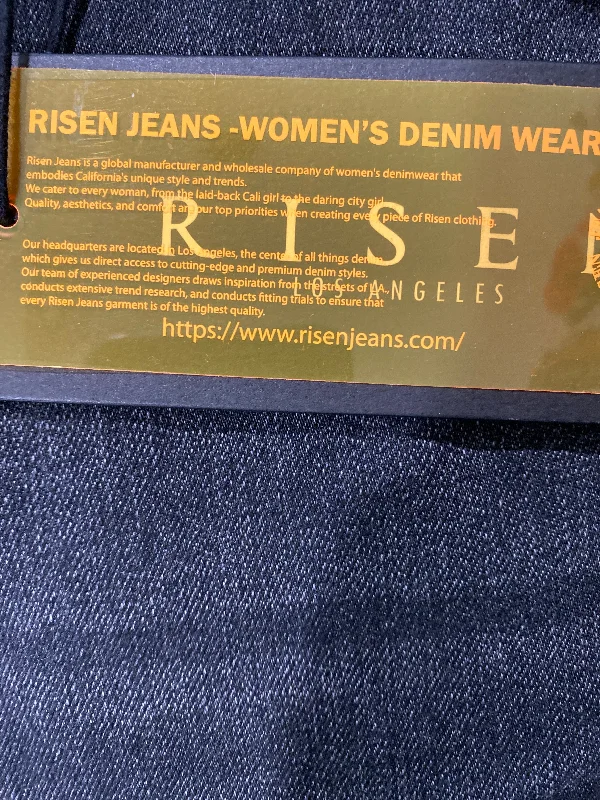 RISEN JEANS -WOMEN'S DENIM WEAR
Risen Jeans is a global manufacturer and wholesale company of women's denimwear that
embodies California's unique style and trends.
We cater to every woman, from the laid-back Cali girl to the daring city girl
Quality, aesthetics, and comfort are our top priorities when creating every piece of Risen clothing.
RISE
Our headquarters are located in Los Angeles, the center of all things denim
which gives us direct access to cutting-edge and premium denim styles.
Our team of experienced designers draws inspiration from the streets of L.A.,
conducts extensive trend research, and conducts fitting trials to ensure that
every Risen Jeans garment is of the highest quality.
LOS ANGELES
https://www.risenjeans.com/